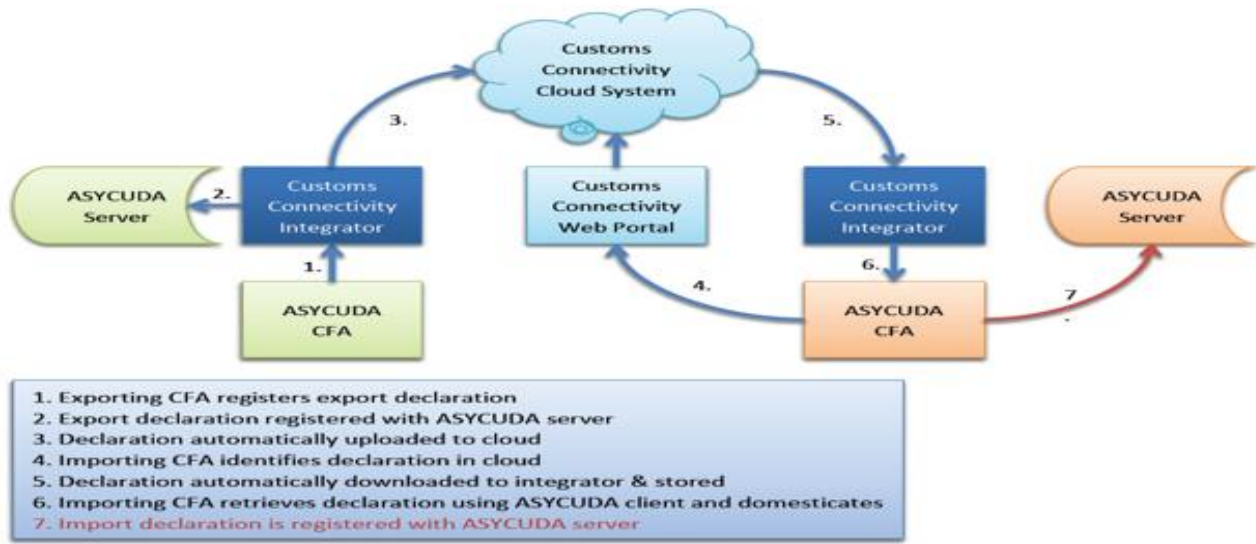 Customs
Connectivity
Cloud System
3.
5.
ASYCUDA
Server
2.
Customs
Connectivity
Integrator
Customs
Connectivity
Web Portal
Customs
Connectivity
Integrator
ASYCUDA
Server
1.
6.
4.
7
.
ASYCUDA
CFA
ASYCUDA
CFA
1. Exporting CFA registers export declaration
2. Export declaration registered with ASYCUDA server
3. Declaration automatically uploaded to cloud
4. Importing CFA identifies declaration in cloud
5. Declaration automatically downloaded to integrator & stored
6. Importing CFA retrieves declaration using ASYCUDA client and domesticates
7. Import declaration is registered with ASYCUDA server